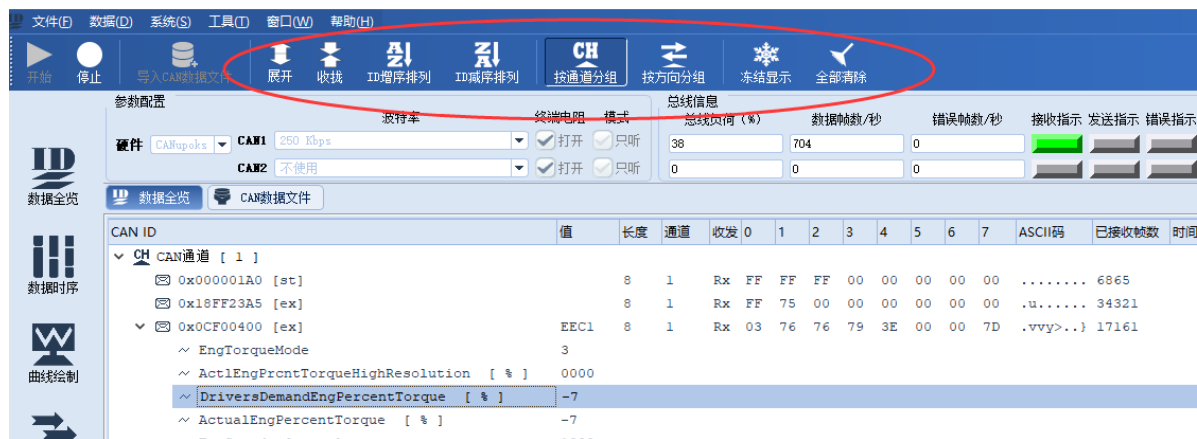 文件(F) 数据(D) 系统(S) 工具(T) 窗口(W) 帮助(H)
开始 停止 导入CAN数据文件 展开 收拢 ID增序排列 ID减序排列 CH 按通道分组 按方向分组 冻结显示 全部清除
参数配置 总线信息
波特率 终端电阻 模式 总线负荷（%） 数据帧数/秒 错误帧数/秒 接收指示 发送指示 错误指示
硬件 CANupoks CAN1 250 Kbps 打开 只听 38 704 0
CAN2 不使用 打开 只听 0 0 0
ID
数据全览
数据全览 CAN数据文件
CAN ID 值 长度 通道 收发 0 1 2 3 4 5 6 7 ASCII码 已接收帧数 时间
CH CAN通道 [ 1 ]
0x000001A0 [st] 8 1 Rx FF FF FF 00 00 00 00 00 ........ 6865
数据时序
0x18FF23A5 [ex] 8 1 Rx FF 75 00 00 00 00 00 00 .u...... 34321
0x0CF00400 [ex] EEC1 8 1 Rx 03 76 76 79 3E 00 00 7D .vvy>..} 17161
EngTorqueMode 3
曲线绘制
ActlEngPrcntTorqueHighResolution [ % ] 0000
DriversDemandEngPercentTorque [ % ] -7
ActualEngPercentTorque [ % ] -7